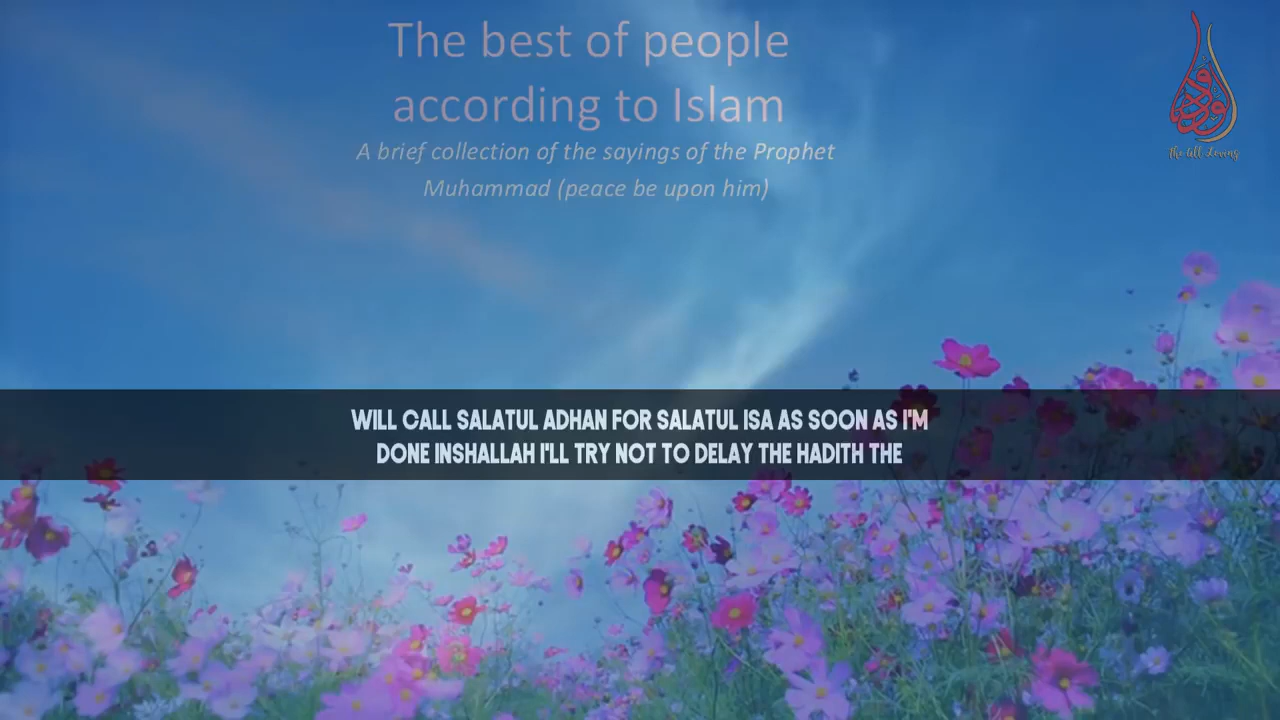 The best of people
according to Islam
A brief collection of the sayings of the Prophet
Muhammad (peace be upon him)
The All Loving
WILL CALL SALATUL ADHAN FOR SALATUL ISA AS SOON AS I'M
DONE INSHALLAH I'LL TRY NOT TO DELAY THE HADITH THE